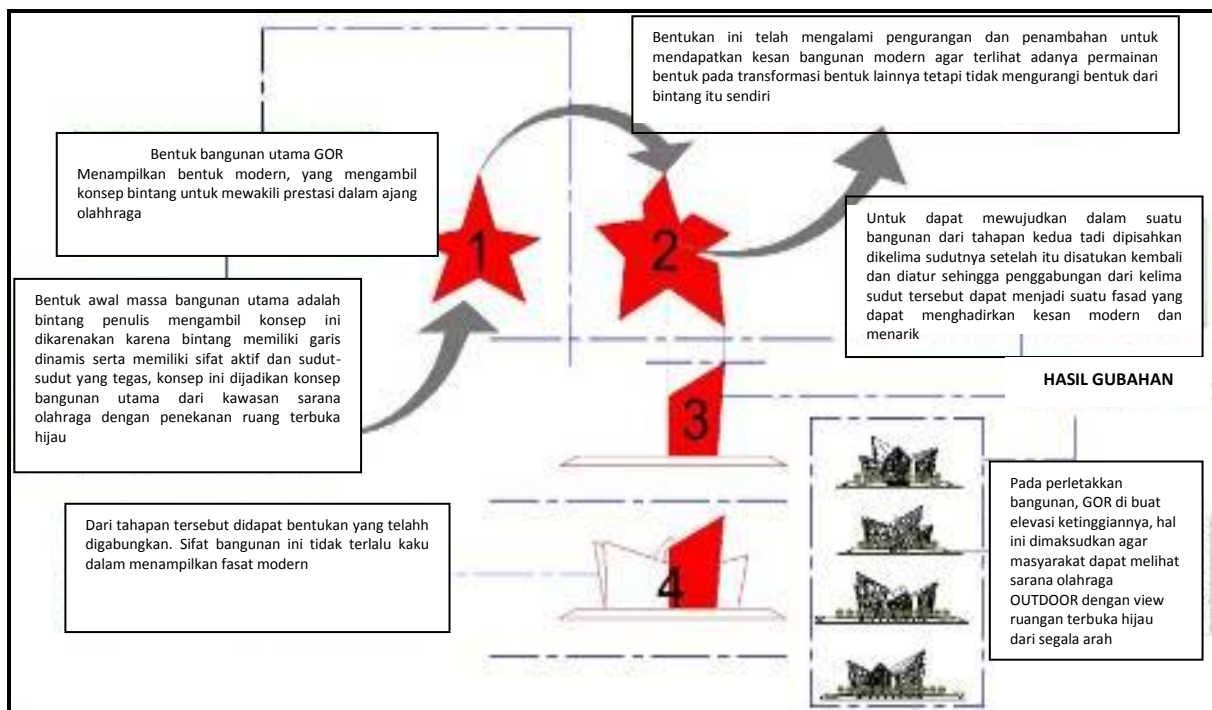 Bentukan ini telah mengalami pengurangan dan penambahan untuk
mendapatkan kesan bangunan modern agar terlihat adanya permainan
bentuk pada transformasi bentuk lainnya tetapi tidak mengurangi bentuk dari
bintang itu sendiri
Bentuk bangunan utama GOR
Menampilkan bentuk modern, yang mengambil
konsep bintang untuk mewakili prestasi dalam ajang
olahhraga
1
2
Untuk dapat mewujudkan dalam suatu
bangunan dari tahapan kedua tadi dipisahkan
dikelima sudutnya setelah itu disatukan kembali
dan diatur sehingga penggabungan dari kelima
sudut tersebut dapat menjadi suatu fasad yang
dapat menghadirkan kesan modern dan
menarik
Bentuk awal massa bangunan utama adalah
bintang penulis mengambil konsep ini
dikarenakan karena bintang memiliki garis
dinamis serta memiliki sifat aktif dan sudut-
sudut yang tegas, konsep ini dijadikan konsep
bangunan utama dari kawasan sarana
olahraga dengan penekanan ruang terbuka
hijau
HASIL GUBAHAN
3
Pada perletakkan
bangunan, GOR di buat
elevasi ketinggiannya, hal
ini dimaksudkan agar
masyarakat dapat melihat
sarana olahraga
OUTDOOR dengan view
ruangan terbuka hijau
dari segala arah
Dari tahapan tersebut didapat bentukan yang telahh
digabungkan. Sifat bangunan ini tidak terlalu kaku
dalam menampilkan fasat modern
4